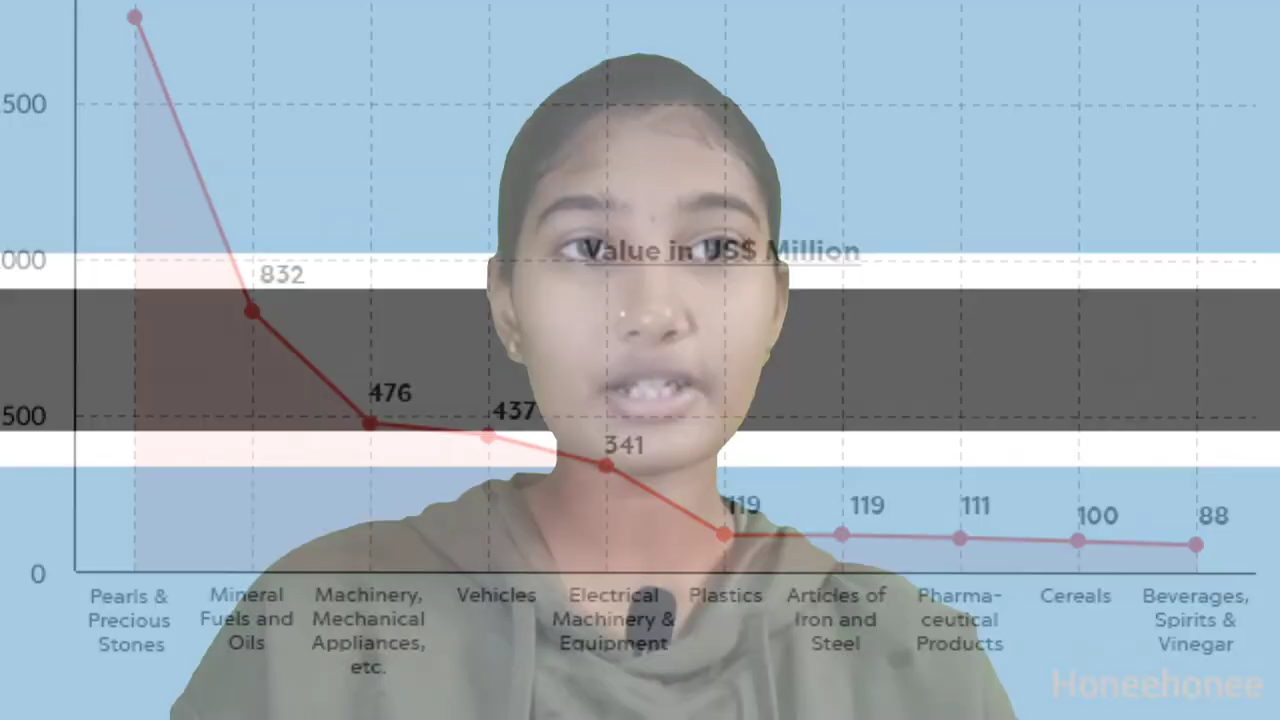 500
000
Value in US$ Million
832
476
437
500
341
119
119
111
100
88
0
Pearls &
Precious
Stones
Mineral
Fuels and
Oils
Machinery,
Mechanical
Appliances,
etc.
Vehicles
Electrical
Machinery &
Equipment
Plastics
Articles of
Iron and
Steel
Pharma-
ceutical
Products
Cereals
Beverages,
Spirits &
Vinegar
Honeehonee